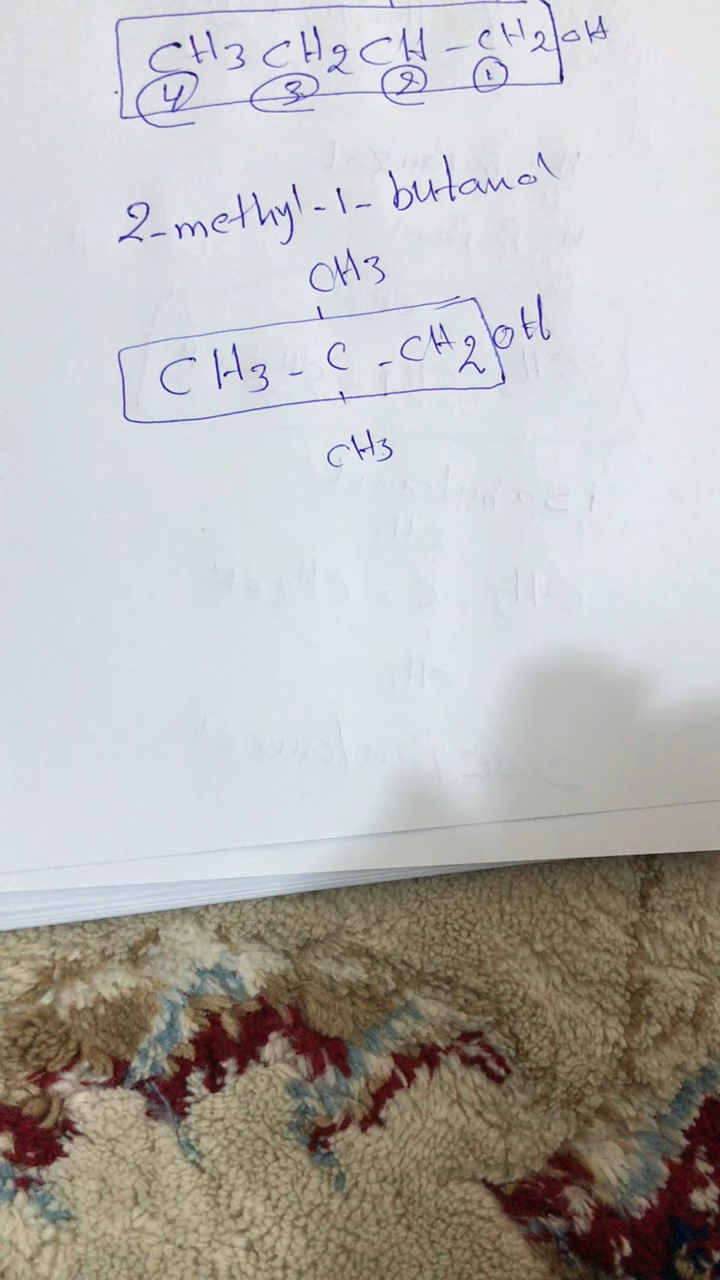 CH3 CH2 CH - CH2 OH
4 3 2 1
2-methyl-1-butanol
CH3
CH3 - C - CH2 OH
CH3